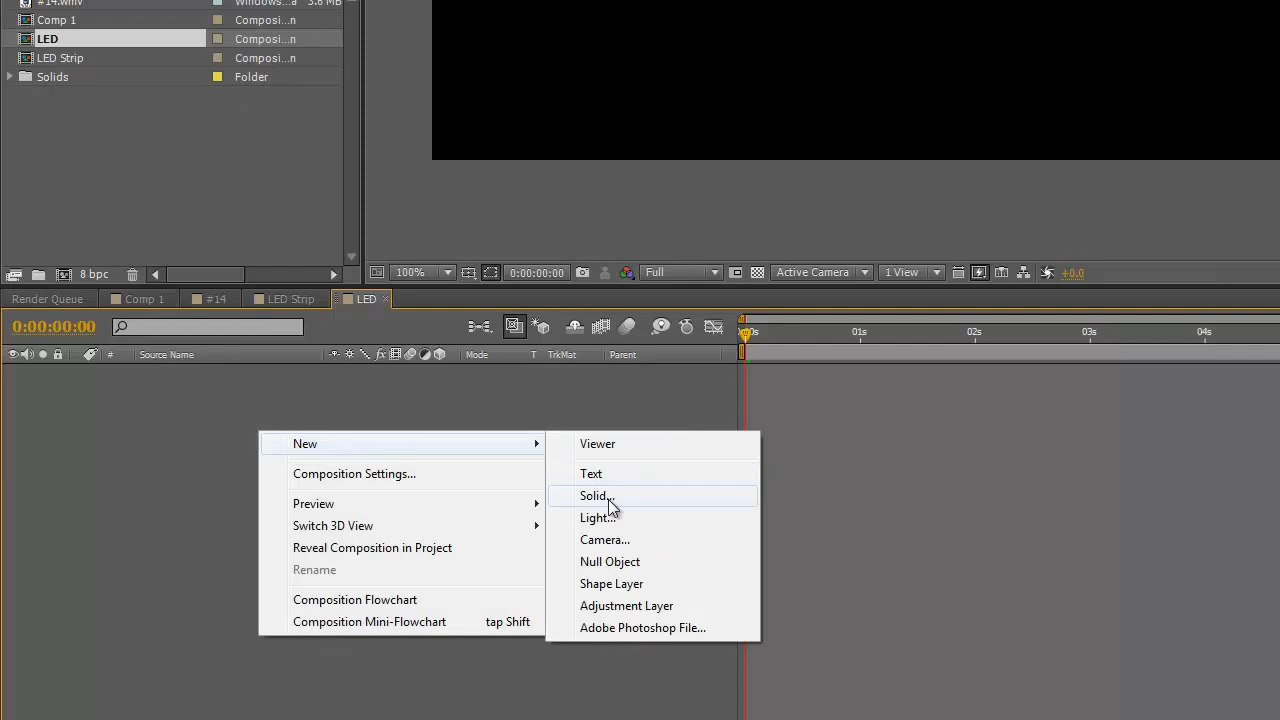 #14.wmv Windows... 3.6 MB
Comp 1 Composi...n
LED Composi...n
LED Strip Composi...n
Solids Folder
8 bpc
100% 0:00:00:00 Full Active Camera 1 View +0.0
Render Queue Comp 1 #14 LED Strip LED ×
0:00:00:00
:00s 01s 02s 03s 04s
# Source Name fx Mode T TrkMat Parent
New
Composition Settings...
Preview
Switch 3D View
Reveal Composition in Project
Rename
Composition Flowchart
Composition Mini-Flowchart tap Shift
Viewer
Text
Solid...
Light...
Camera...
Null Object
Shape Layer
Adjustment Layer
Adobe Photoshop File...